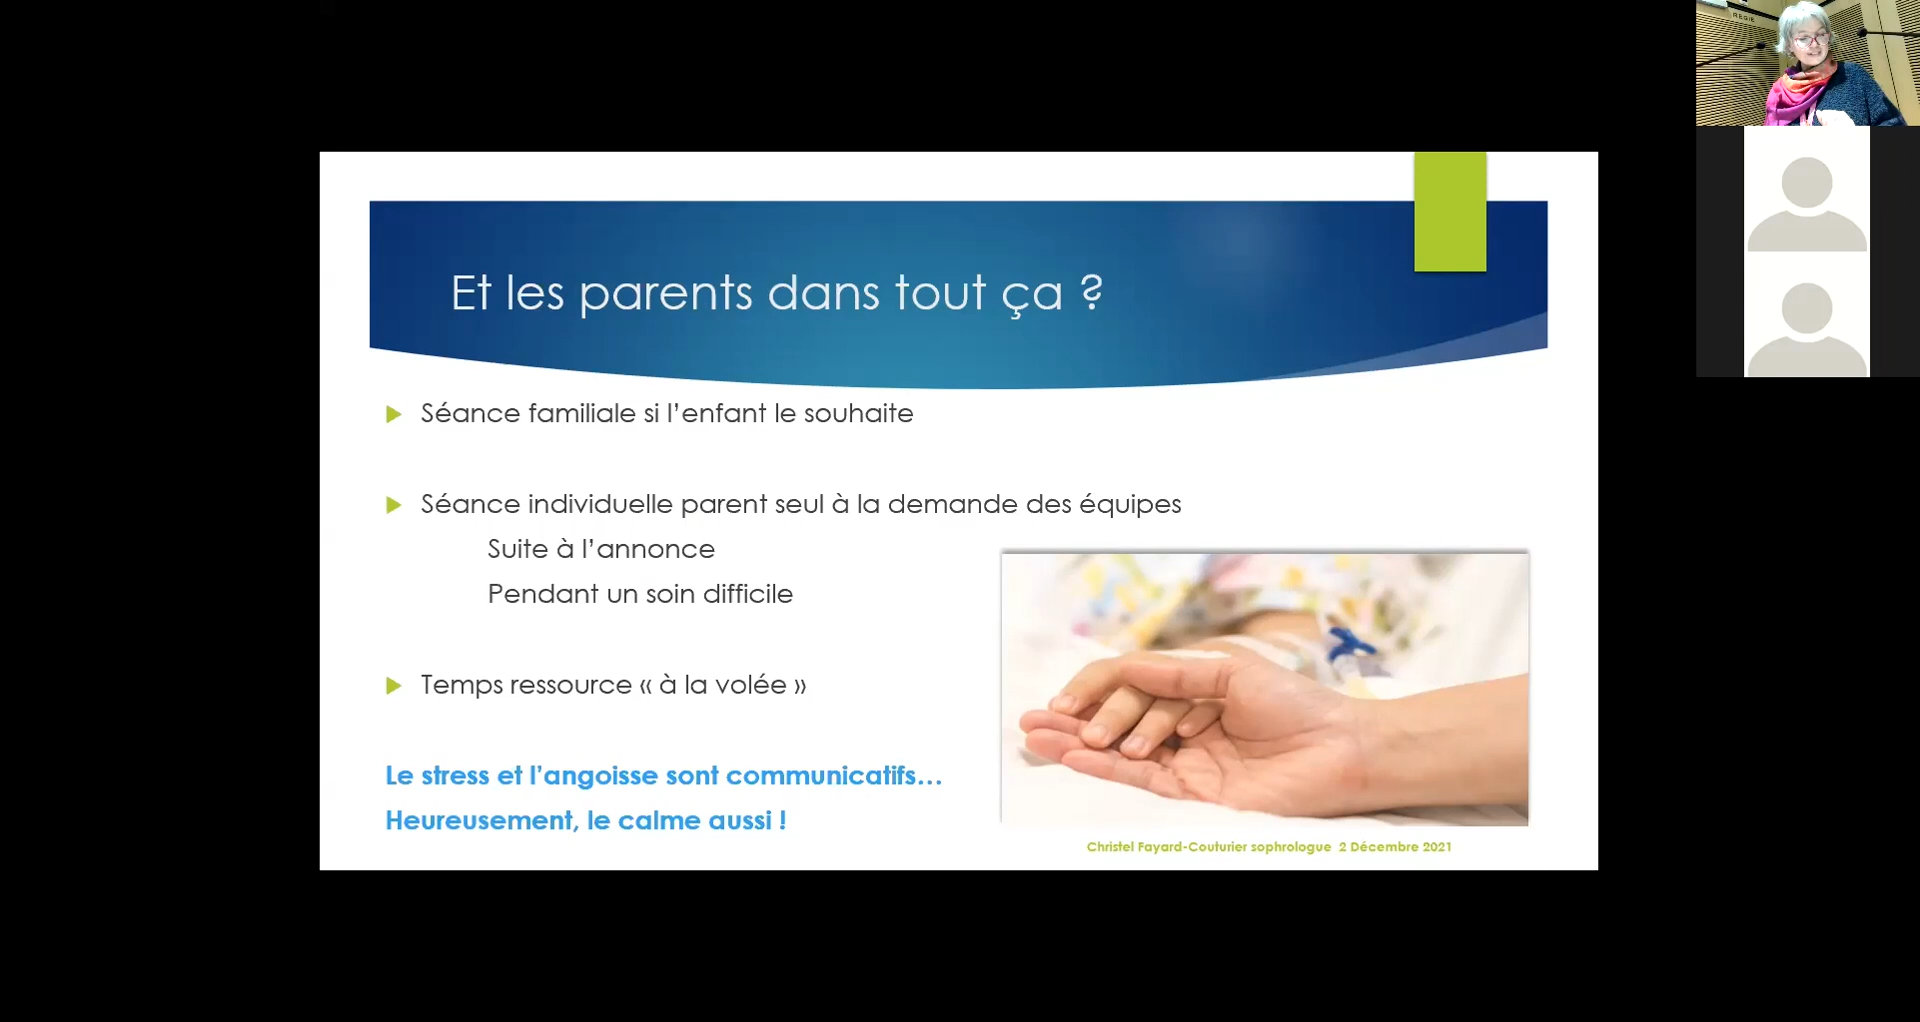 REGIE
Et les parents dans tout ça ?
Séance familiale si l’enfant le souhaite
Séance individuelle parent seul à la demande des équipes
Suite à l’annonce
Pendant un soin difficile
Temps ressource « à la volée »
Le stress et l’angoisse sont communicatifs…
Heureusement, le calme aussi !
Christel Fayard-Couturier sophrologue 2 Décembre 2021